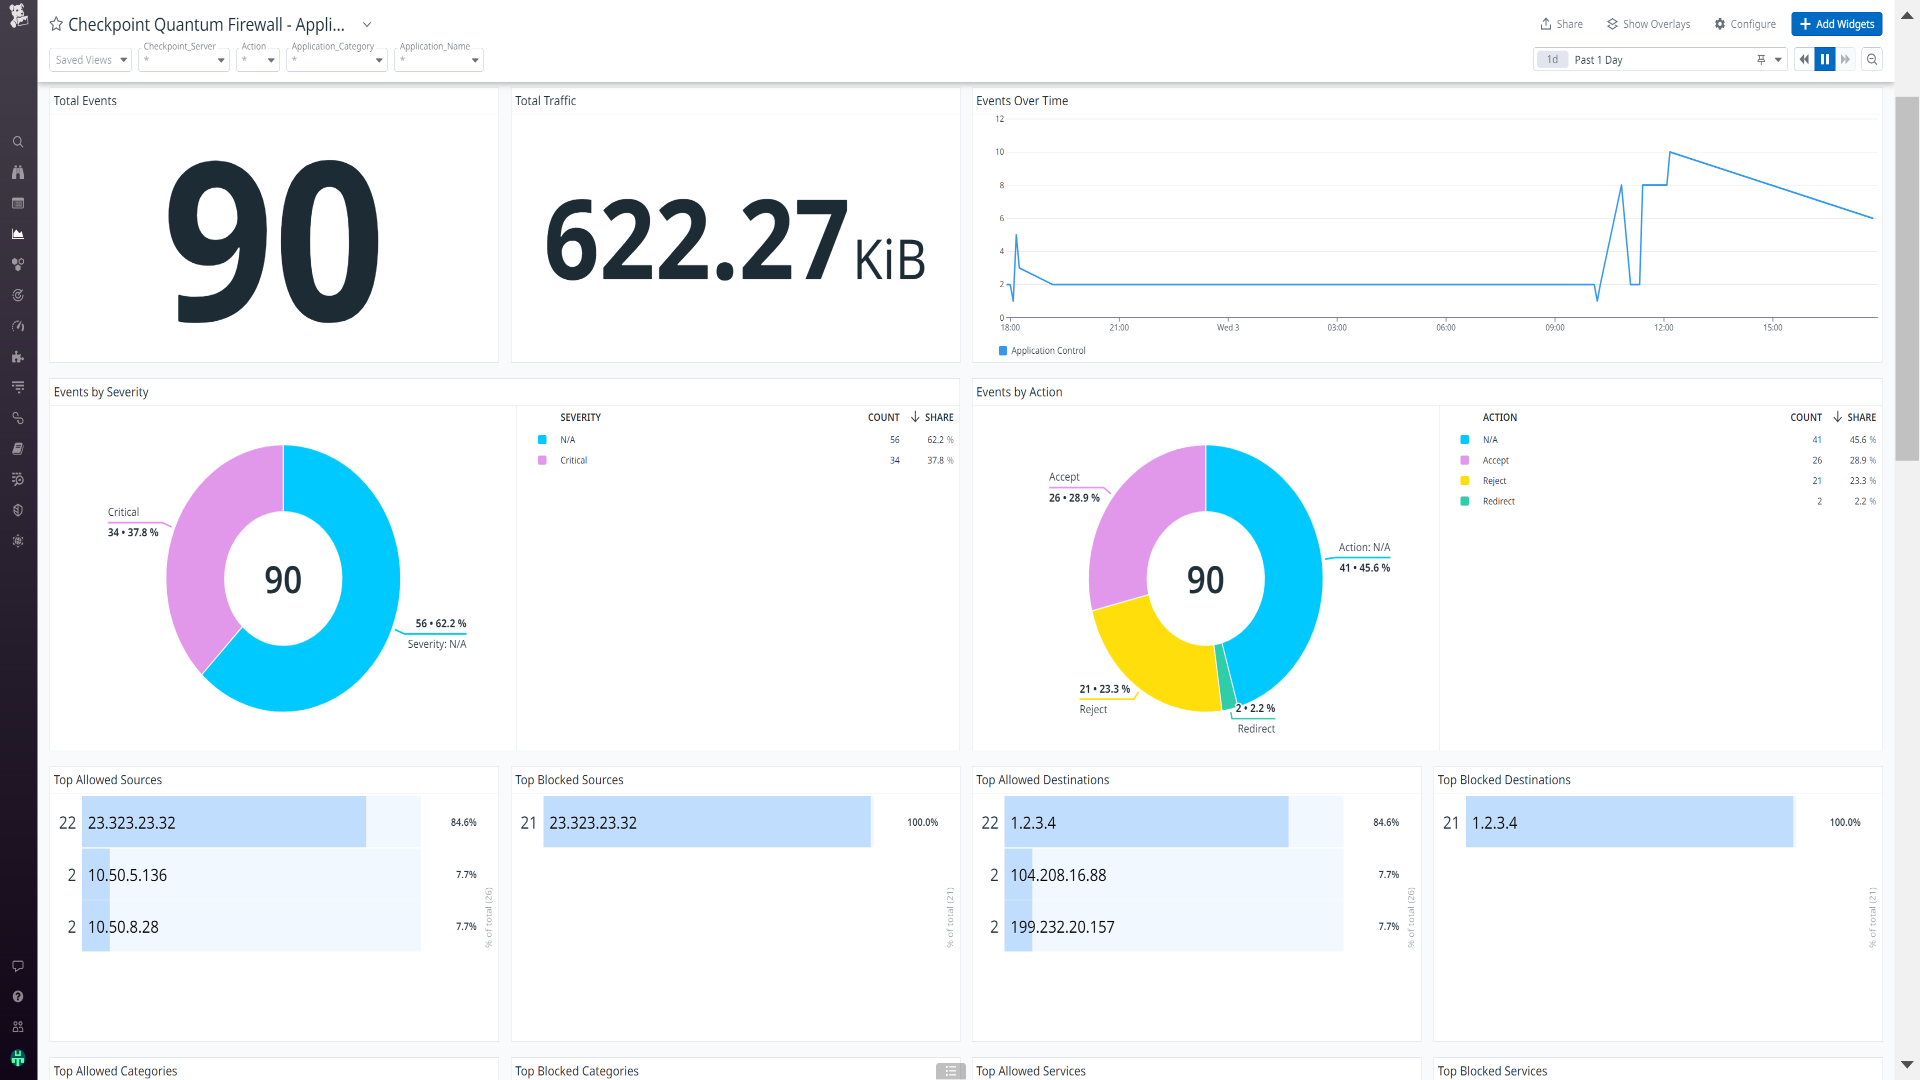 Checkpoint Quantum Firewall - Appli...
Share
Show Overlays
Configure
Add Widgets
Saved Views
Checkpoint_Server
*
Action
*
Application_Category
*
Application_Name
*
1d
Past 1 Day
Total Events
90
Total Traffic
622.27 KiB
Events Over Time
12
10
8
6
4
2
0
18:00
21:00
Wed 3
03:00
06:00
09:00
12:00
15:00
Application Control
Events by Severity
Critical
34 • 37.8 %
90
56 • 62.2 %
Severity: N/A
SEVERITY COUNT SHARE
N/A 56 62.2 %
Critical 34 37.8 %
Events by Action
Accept
26 • 28.9 %
90
Action: N/A
41 • 45.6 %
21 • 23.3 %
Reject
2 • 2.2 %
Redirect
ACTION COUNT SHARE
N/A 41 45.6 %
Accept 26 28.9 %
Reject 21 23.3 %
Redirect 2 2.2 %
Top Allowed Sources
22 23.323.23.32 84.6%
2 10.50.5.136 7.7%
2 10.50.8.28 7.7%
% of total (26)
Top Blocked Sources
21 23.323.23.32 100.0%
% of total (21)
Top Allowed Destinations
22 1.2.3.4 84.6%
2 104.208.16.88 7.7%
2 199.232.20.157 7.7%
% of total (26)
Top Blocked Destinations
21 1.2.3.4 100.0%
% of total (21)
Top Allowed Categories
Top Blocked Categories
Top Allowed Services
Top Blocked Services